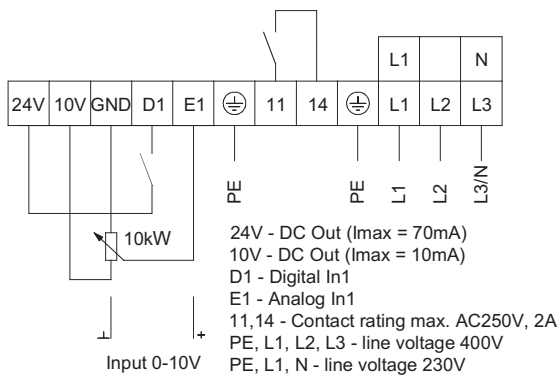 L1 N
24V 10V GND D1 E1 11 14 L1 L2 L3
PE PE L1 L2 L3/N
10kW
24V - DC Out (Imax = 70mA)
10V - DC Out (Imax = 10mA)
D1 - Digital In1
E1 - Analog In1
11,14 - Contact rating max. AC250V, 2A
PE, L1, L2, L3 - line voltage 400V
PE, L1, N - line voltage 230V
⊥ +
Input 0-10V